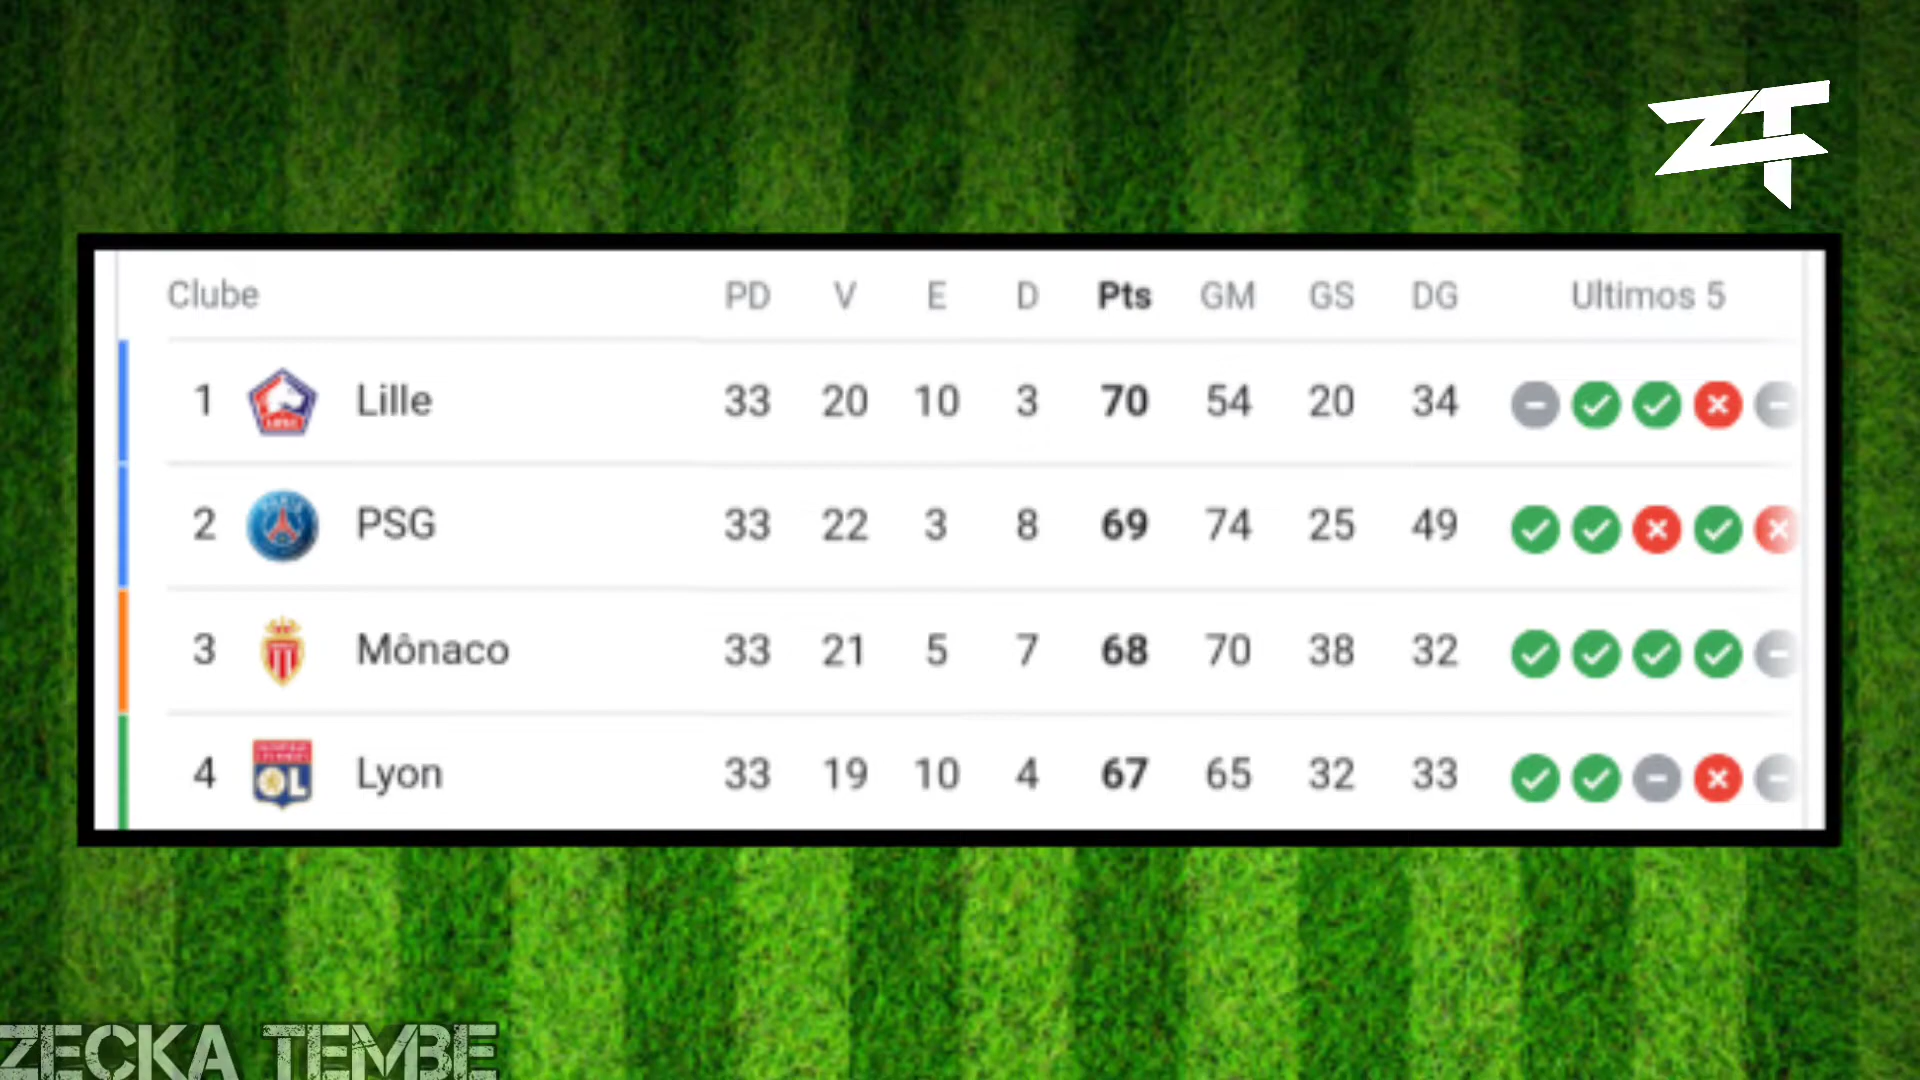 ZT
Clube PD V E D Pts GM GS DG Ultimos 5
1 Lille 33 20 10 3 70 54 20 34
2 PSG 33 22 3 8 69 74 25 49
3 Mônaco 33 21 5 7 68 70 38 32
4 OL Lyon 33 19 10 4 67 65 32 33
ZECKA TEMBE